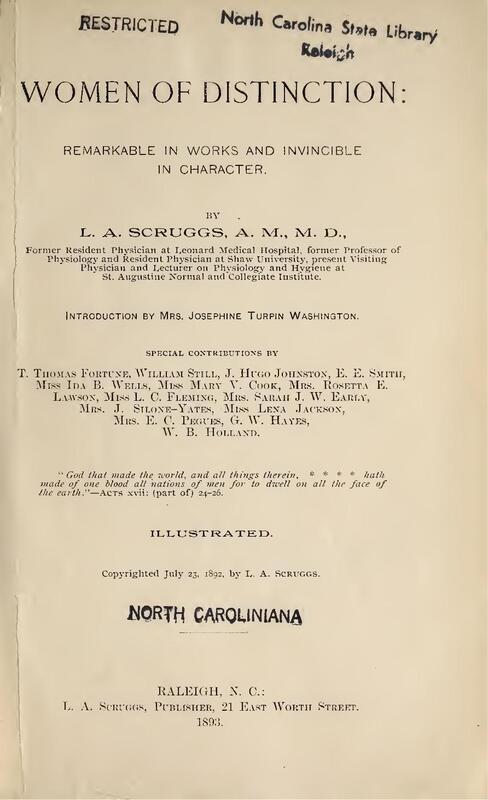 RESTRICTED
North Carolina State Library
Raleigh
WOMEN OF DISTINCTION:
REMARKABLE IN WORKS AND INVINCIBLE
IN CHARACTER.
BY
L. A. SCRUGGS, A. M., M. D.,
Former Resident Physician at Leonard Medical Hospital, former Professor of
Physiology and Resident Physician at Shaw University, present Visiting
Physician and Lecturer on Physiology and Hygiene at
St. Augustine Normal and Collegiate Institute.
INTRODUCTION BY MRS. JOSEPHINE TURPIN WASHINGTON.
SPECIAL CONTRIBUTIONS BY
T. THOMAS FORTUNE, WILLIAM STILL, J. HUGO JOHNSTON, E. E. SMITH,
MISS IDA B. WELLS, MISS MARY V. COOK, MRS. ROSETTA E.
LAWSON, MISS L. C. FLEMING, MRS. SARAH J. W. EARLY,
MRS. J. SILONE-YATES, MISS LENA JACKSON,
MRS. E. C. PEGUES, G. W. HAYES,
W. B. HOLLAND.
"God that made the world, and all things therein, * * * * hath
made of one blood all nations of men for to dwell on all the face of
the earth."—ACTS xvii: (part of) 24-26.
ILLUSTRATED.
Copyrighted July 23, 1892, by L. A. SCRUGGS.
NORTH CAROLINIANA
RALEIGH, N. C.:
L. A. SCRUGGS, PUBLISHER, 21 EAST WORTH STREET.
1893.